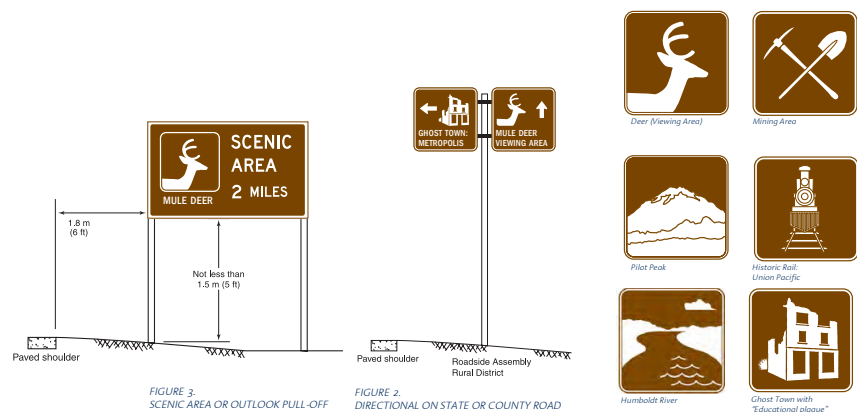 SCENIC
AREA
2 MILES
MULE DEER
1.8 m
(6 ft)
Not less than
1.5 m (5 ft)
Paved shoulder
FIGURE 3.
SCENIC AREA OR OUTLOOK PULL-OFF
GHOST TOWN:
METROPOLIS
MULE DEER
VIEWING AREA
Paved shoulder
Roadside Assembly
Rural District
FIGURE 2.
DIRECTIONAL ON STATE OR COUNTY ROAD
Deer (Viewing Area)
Mining Area
Pilot Peak
Historic Rail:
Union Pacific
Humboldt River
Ghost Town with
"Educational plaque"